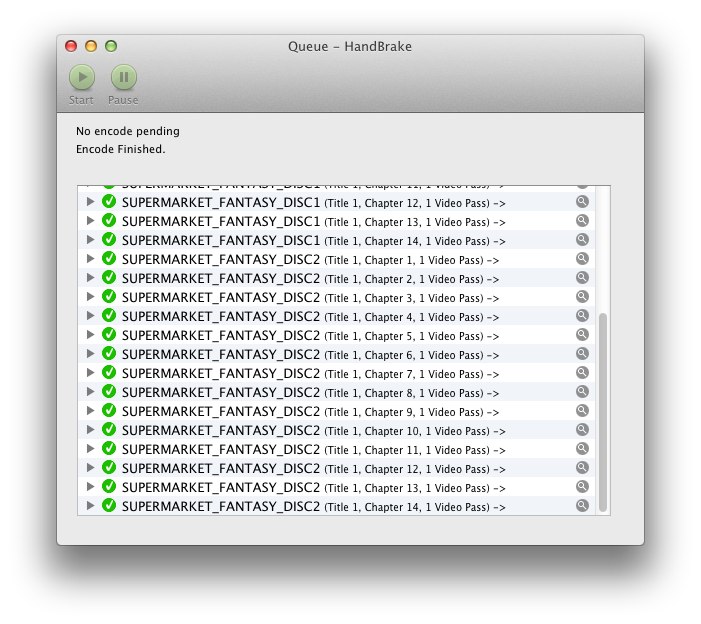 Queue – HandBrake
Start Pause
No encode pending
Encode Finished.
SUPERMARKET_FANTASY_DISC1 (Title 1, Chapter 11, 1 Video Pass) ->
SUPERMARKET_FANTASY_DISC1 (Title 1, Chapter 12, 1 Video Pass) ->
SUPERMARKET_FANTASY_DISC1 (Title 1, Chapter 13, 1 Video Pass) ->
SUPERMARKET_FANTASY_DISC1 (Title 1, Chapter 14, 1 Video Pass) ->
SUPERMARKET_FANTASY_DISC2 (Title 1, Chapter 1, 1 Video Pass) ->
SUPERMARKET_FANTASY_DISC2 (Title 1, Chapter 2, 1 Video Pass) ->
SUPERMARKET_FANTASY_DISC2 (Title 1, Chapter 3, 1 Video Pass) ->
SUPERMARKET_FANTASY_DISC2 (Title 1, Chapter 4, 1 Video Pass) ->
SUPERMARKET_FANTASY_DISC2 (Title 1, Chapter 5, 1 Video Pass) ->
SUPERMARKET_FANTASY_DISC2 (Title 1, Chapter 6, 1 Video Pass) ->
SUPERMARKET_FANTASY_DISC2 (Title 1, Chapter 7, 1 Video Pass) ->
SUPERMARKET_FANTASY_DISC2 (Title 1, Chapter 8, 1 Video Pass) ->
SUPERMARKET_FANTASY_DISC2 (Title 1, Chapter 9, 1 Video Pass) ->
SUPERMARKET_FANTASY_DISC2 (Title 1, Chapter 10, 1 Video Pass) ->
SUPERMARKET_FANTASY_DISC2 (Title 1, Chapter 11, 1 Video Pass) ->
SUPERMARKET_FANTASY_DISC2 (Title 1, Chapter 12, 1 Video Pass) ->
SUPERMARKET_FANTASY_DISC2 (Title 1, Chapter 13, 1 Video Pass) ->
SUPERMARKET_FANTASY_DISC2 (Title 1, Chapter 14, 1 Video Pass) ->